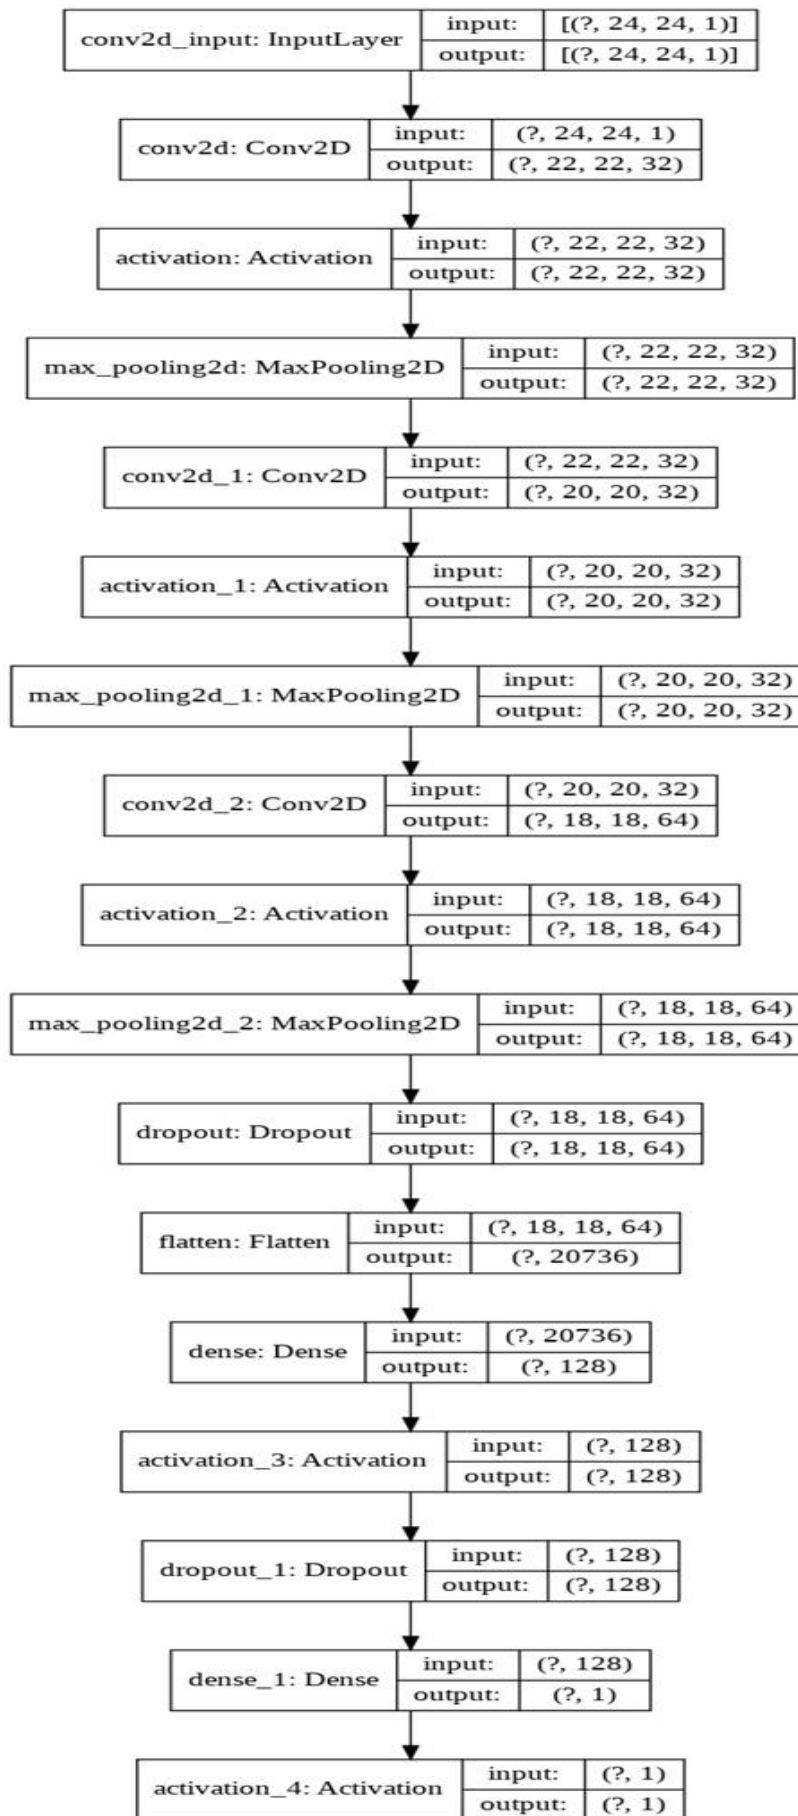 conv2d_input: InputLayer
input: [(?, 24, 24, 1)]
output: [(?, 24, 24, 1)]
conv2d: Conv2D
input: (?, 24, 24, 1)
output: (?, 22, 22, 32)
activation: Activation
input: (?, 22, 22, 32)
output: (?, 22, 22, 32)
max_pooling2d: MaxPooling2D
input: (?, 22, 22, 32)
output: (?, 22, 22, 32)
conv2d_1: Conv2D
input: (?, 22, 22, 32)
output: (?, 20, 20, 32)
activation_1: Activation
input: (?, 20, 20, 32)
output: (?, 20, 20, 32)
max_pooling2d_1: MaxPooling2D
input: (?, 20, 20, 32)
output: (?, 20, 20, 32)
conv2d_2: Conv2D
input: (?, 20, 20, 32)
output: (?, 18, 18, 64)
activation_2: Activation
input: (?, 18, 18, 64)
output: (?, 18, 18, 64)
max_pooling2d_2: MaxPooling2D
input: (?, 18, 18, 64)
output: (?, 18, 18, 64)
dropout: Dropout
input: (?, 18, 18, 64)
output: (?, 18, 18, 64)
flatten: Flatten
input: (?, 18, 18, 64)
output: (?, 20736)
dense: Dense
input: (?, 20736)
output: (?, 128)
activation_3: Activation
input: (?, 128)
output: (?, 128)
dropout_1: Dropout
input: (?, 128)
output: (?, 128)
dense_1: Dense
input: (?, 128)
output: (?, 1)
activation_4: Activation
input: (?, 1)
output: (?, 1)